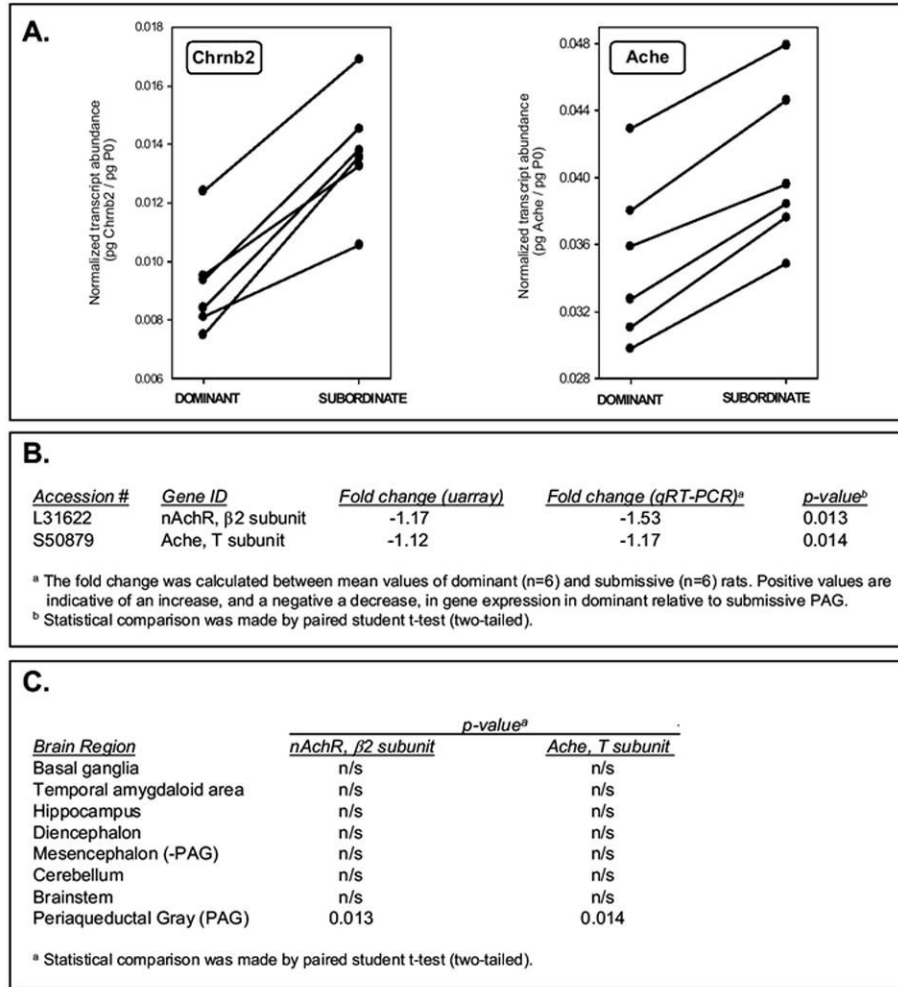 A.
Chrnb2
Normalized transcript abundance
(pg Chrnb2 / pg P0)
0.018
0.016
0.014
0.012
0.010
0.008
0.006
DOMINANT SUBORDINATE
Ache
Normalized transcript abundance
(pg Ache / pg P0)
0.048
0.044
0.040
0.036
0.032
0.028
DOMINANT SUBORDINATE
B.
Accession # Gene ID Fold change (uarray) Fold change (qRT-PCR)a p-valueb
L31622 nAchR, β2 subunit -1.17 -1.53 0.013
S50879 Ache, T subunit -1.12 -1.17 0.014
a The fold change was calculated between mean values of dominant (n=6) and submissive (n=6) rats. Positive values are
indicative of an increase, and a negative a decrease, in gene expression in dominant relative to submissive PAG.
b Statistical comparison was made by paired student t-test (two-tailed).
C.
p-valuea
Brain Region nAchR, β2 subunit Ache, T subunit
Basal ganglia n/s n/s
Temporal amygdaloid area n/s n/s
Hippocampus n/s n/s
Diencephalon n/s n/s
Mesencephalon (-PAG) n/s n/s
Cerebellum n/s n/s
Brainstem n/s n/s
Periaqueductal Gray (PAG) 0.013 0.014
a Statistical comparison was made by paired student t-test (two-tailed).